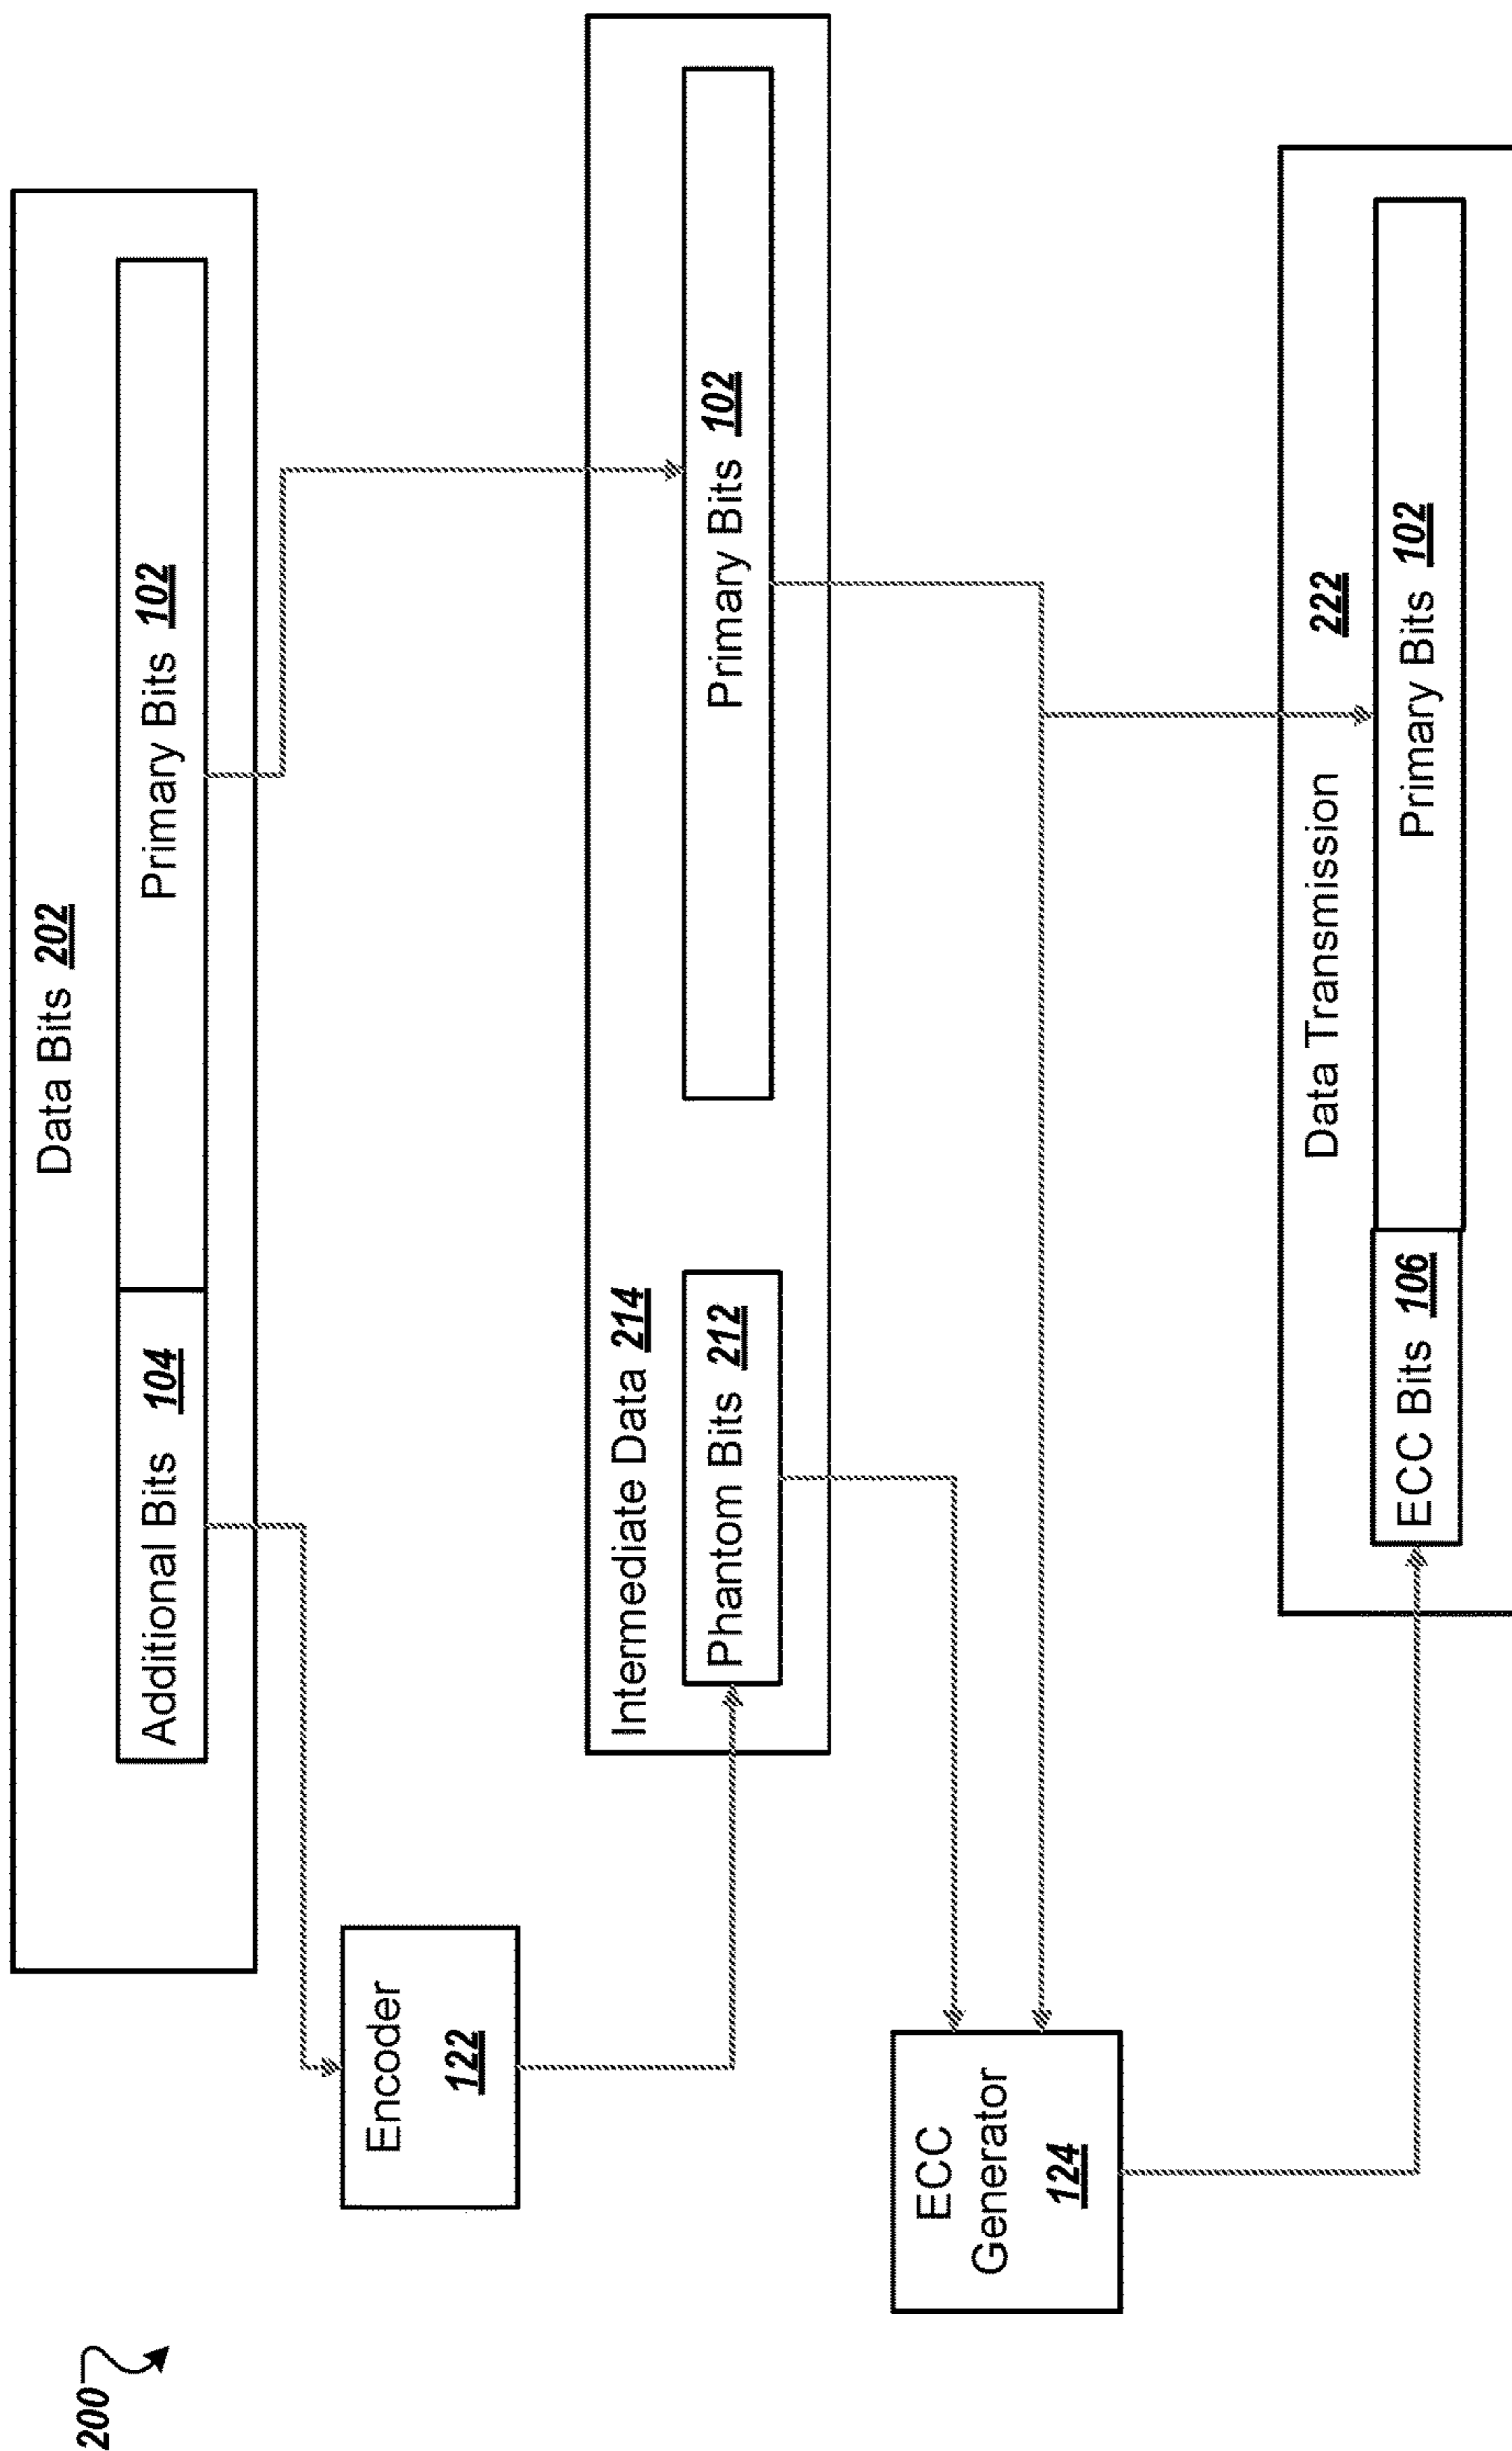 200
Data Bits 202
Additional Bits 104
Primary Bits 102
Encoder
122
Intermediate Data 214
Phantom Bits 212
Primary Bits 102
ECC
Generator
124
Data Transmission 222
ECC Bits 106
Primary Bits 102